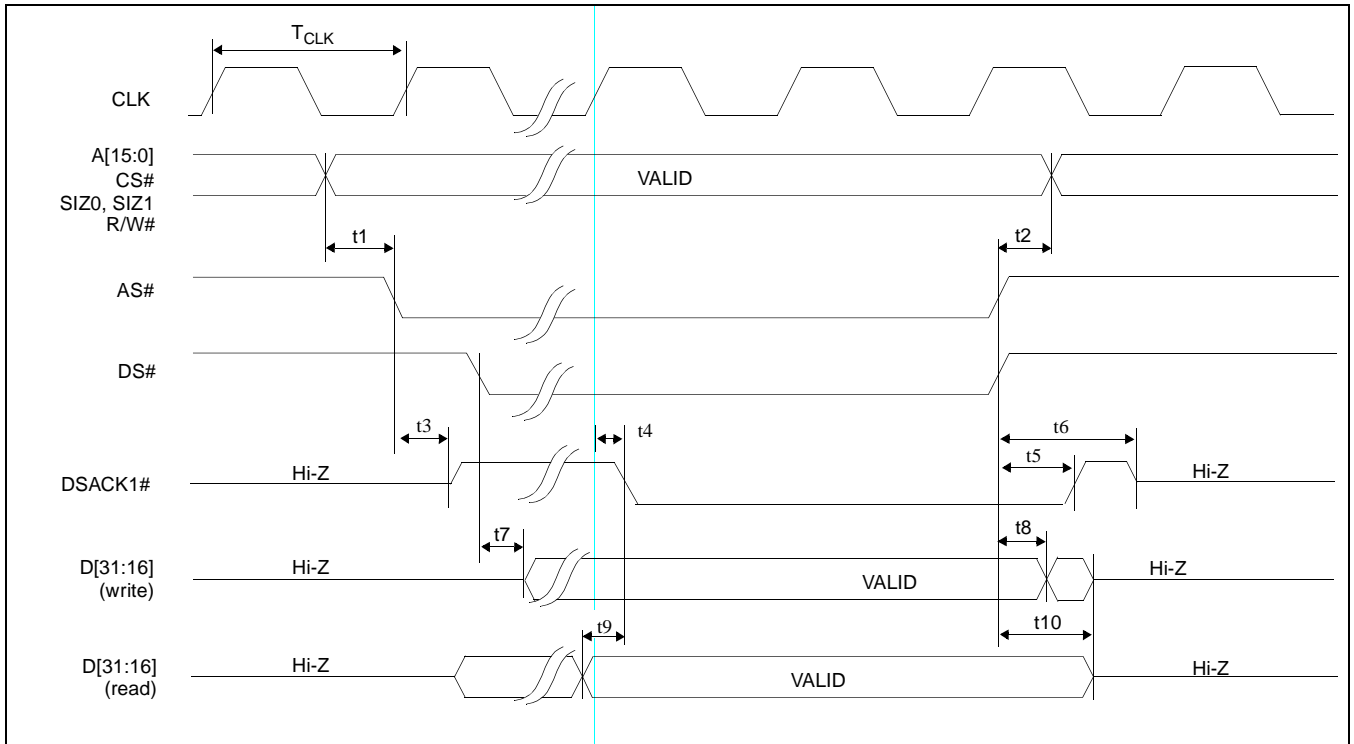 T_CLK
CLK
A[15:0]
CS#
VALID
SIZ0, SIZ1
R/W#
t1
t2
AS#
DS#
t3
t4
t6
t5
DSACK1#
Hi-Z
Hi-Z
t7
t8
D[31:16]
(write)
Hi-Z
VALID
Hi-Z
t9
t10
D[31:16]
(read)
Hi-Z
VALID
Hi-Z